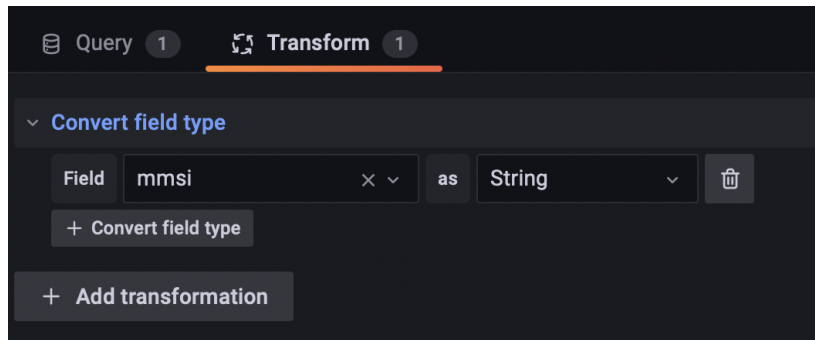 Query 1 Transform 1
Convert field type
Field mmsi as String
+ Convert field type
+ Add transformation